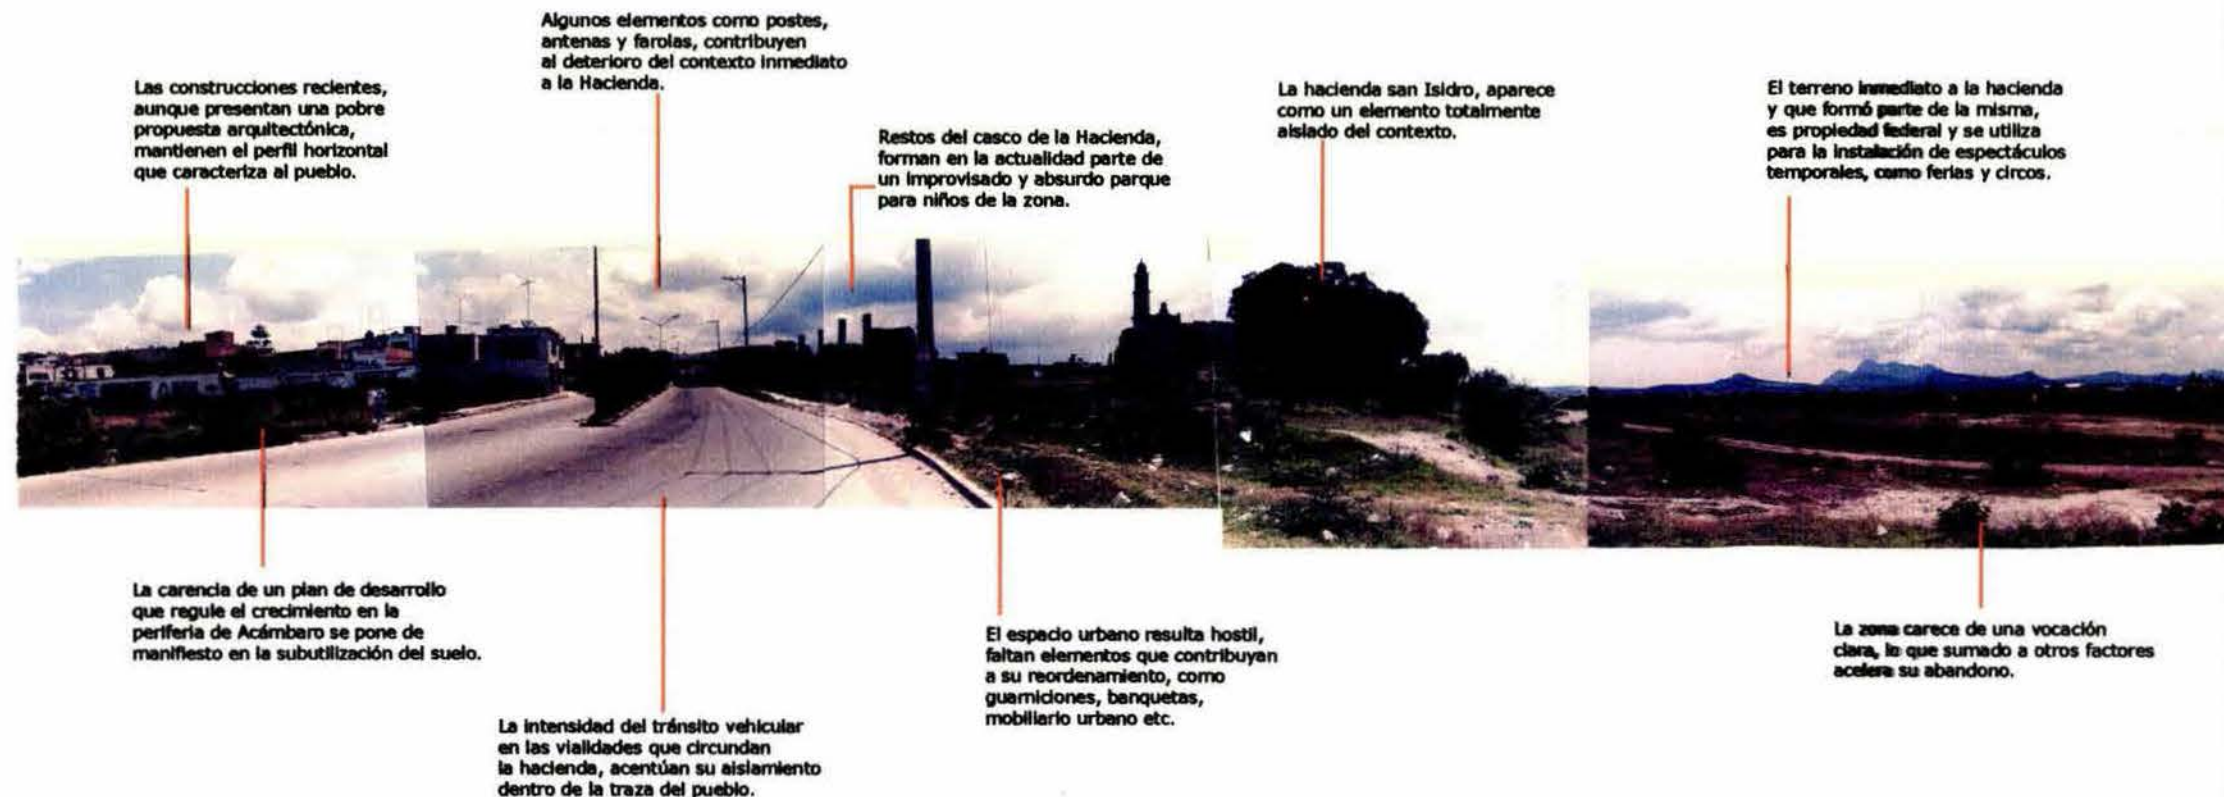 Algunos elementos como postes,
antenas y farolas, contribuyen
al deterioro del contexto inmediato
a la Hacienda.
Las construcciones recientes,
aunque presentan una pobre
propuesta arquitectónica,
mantienen el perfil horizontal
que caracteriza al pueblo.
Restos del casco de la Hacienda,
forman en la actualidad parte de
un improvisado y absurdo parque
para niños de la zona.
La hacienda san Isidro, aparece
como un elemento totalmente
aislado del contexto.
El terreno inmediato a la hacienda
y que formó parte de la misma,
es propiedad federal y se utiliza
para la instalación de espectáculos
temporales, como ferias y circos.
La carencia de un plan de desarrollo
que regule el crecimiento en la
periferia de Acámbaro se pone de
manifiesto en la subutilización del suelo.
La intensidad del tránsito vehicular
en las vialidades que circundan
la hacienda, acentúan su aislamiento
dentro de la traza del pueblo.
El espacio urbano resulta hostil,
faltan elementos que contribuyan
a su reordenamiento, como
guarniciones, banquetas,
mobiliario urbano etc.
La zona carece de una vocación
clara, lo que sumado a otros factores
acelera su abandono.